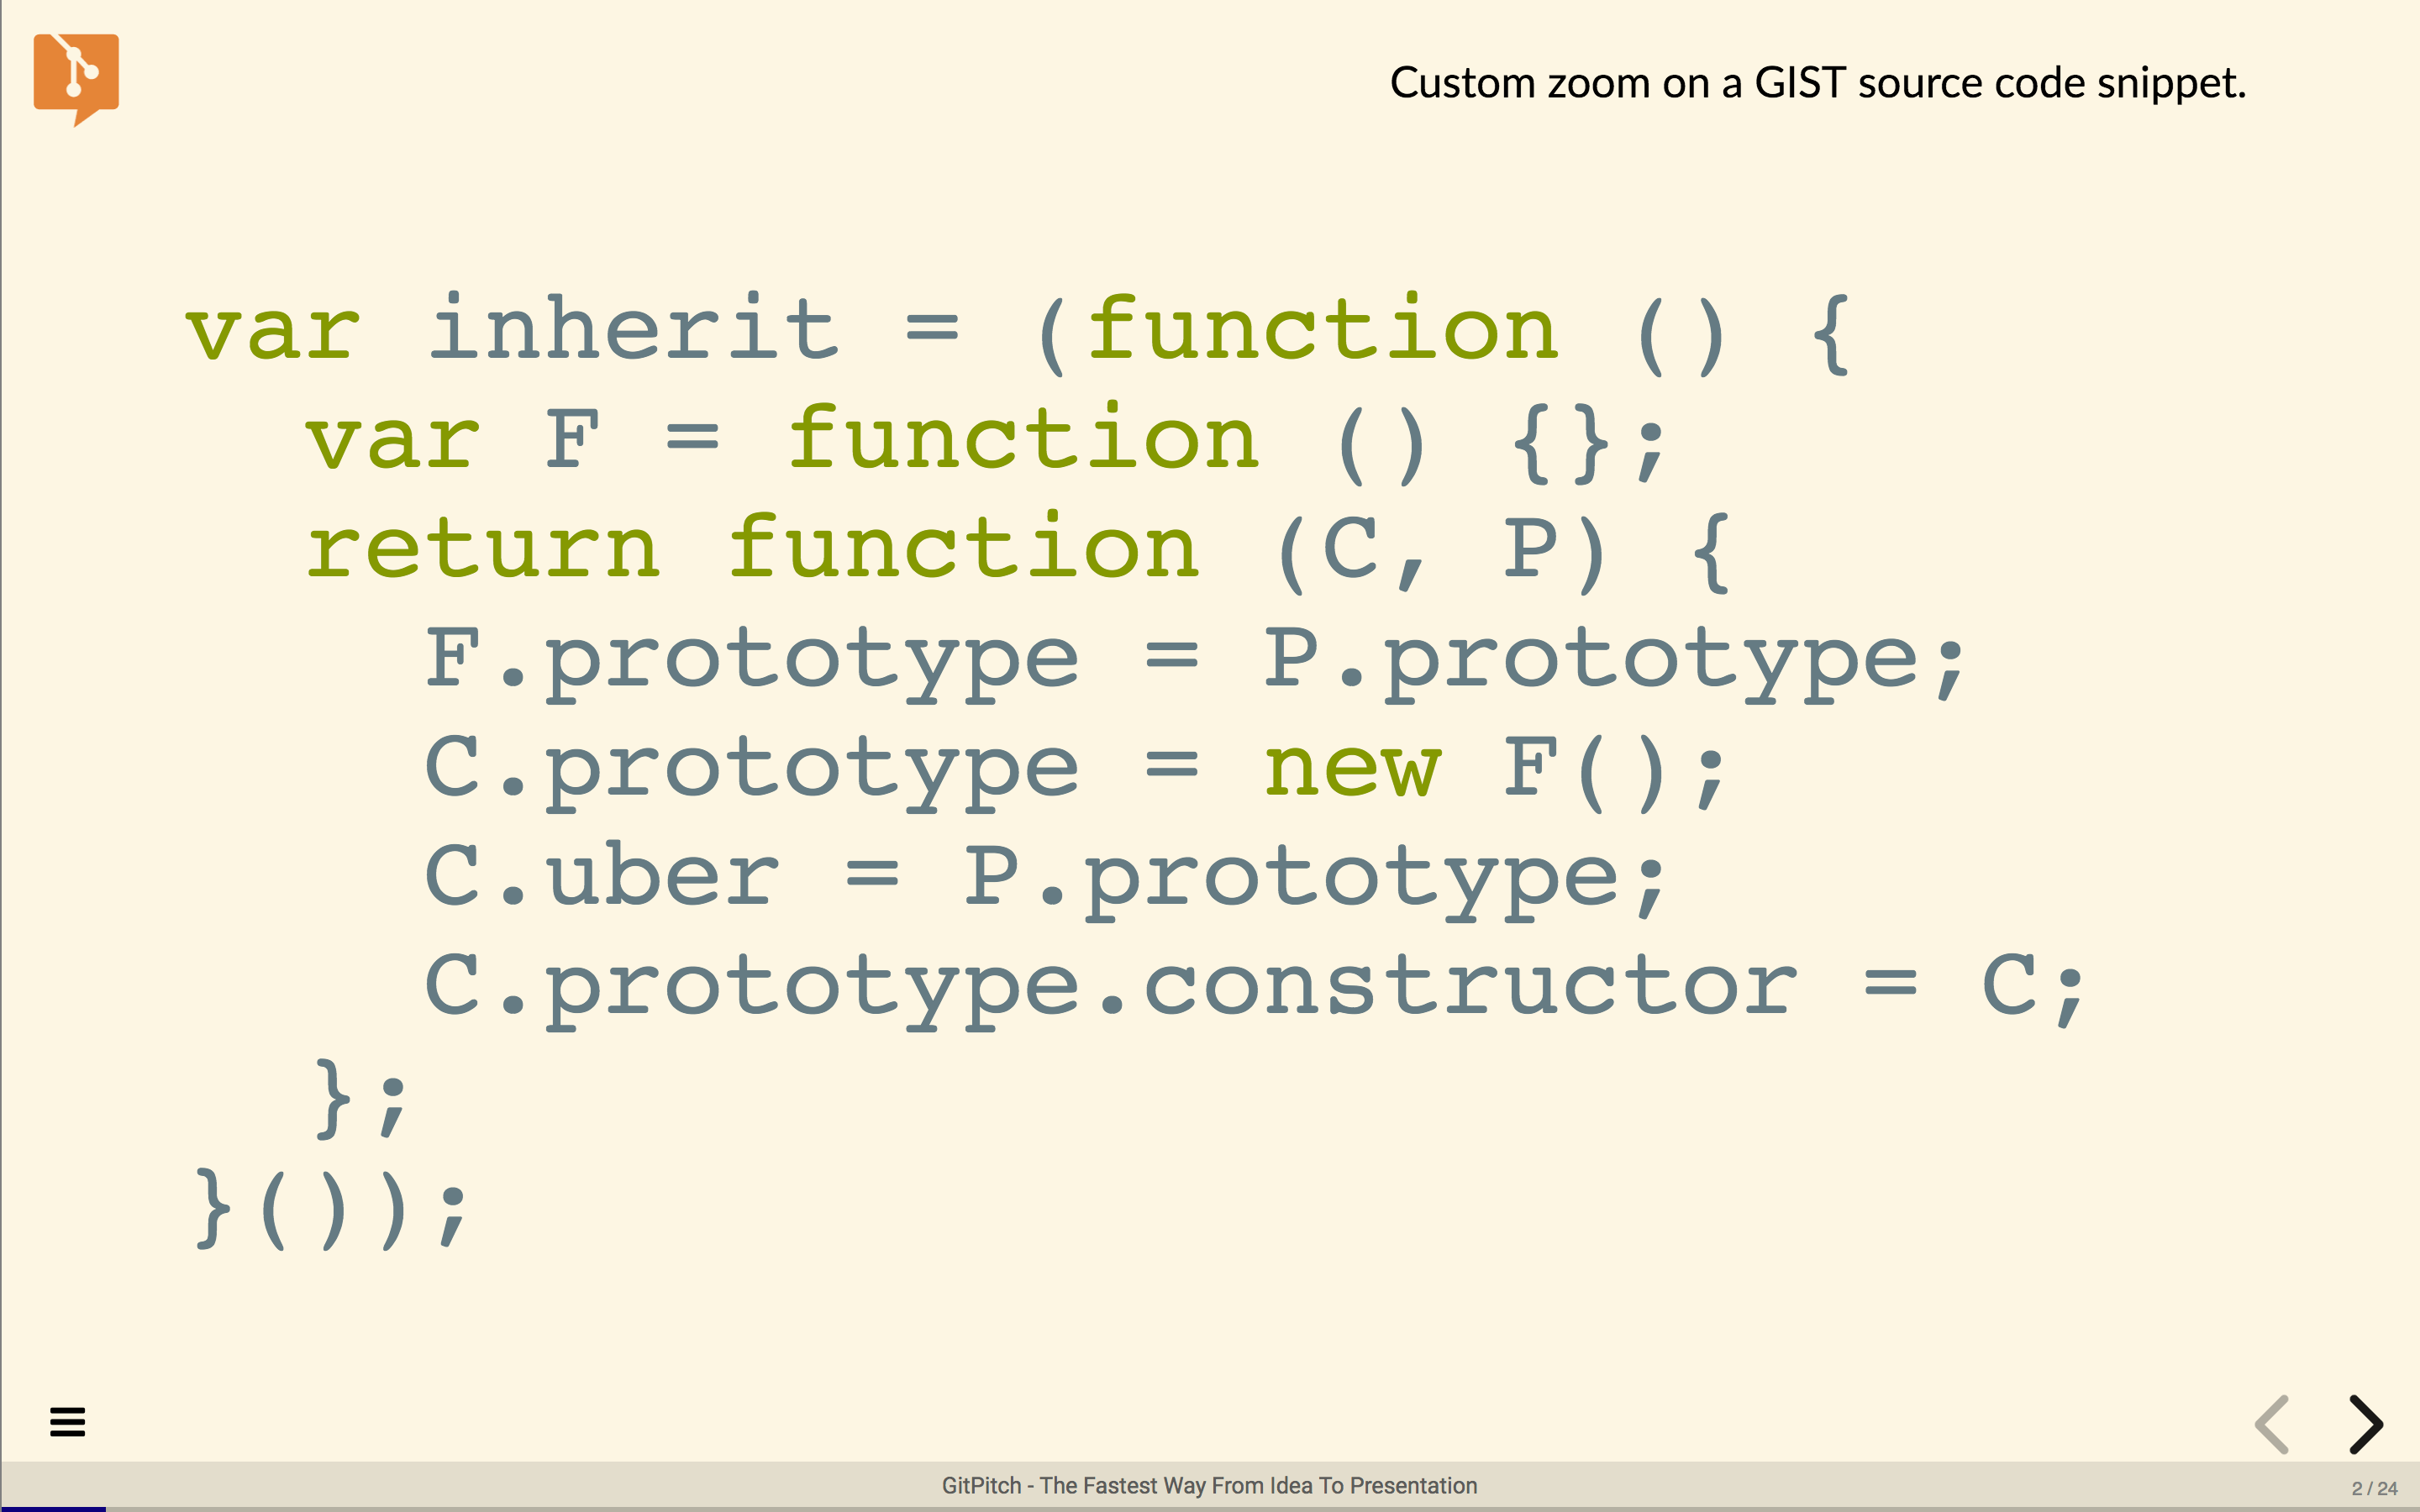 Custom zoom on a GIST source code snippet.
var inherit = (function () {
  var F = function () {};
  return function (C, P) {
    F.prototype = P.prototype;
    C.prototype = new F();
    C.uber = P.prototype;
    C.prototype.constructor = C;
  };
}());
GitPitch - The Fastest Way From Idea To Presentation
2 / 24